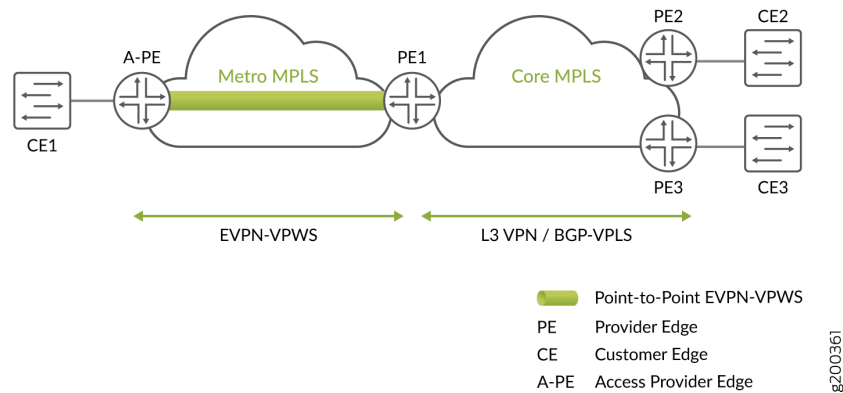 PE2
CE2
A-PE
PE1
Metro MPLS
Core MPLS
CE1
PE3
CE3
EVPN-VPWS
L3 VPN / BGP-VPLS
Point-to-Point EVPN-VPWS
PE Provider Edge
CE Customer Edge
A-PE Access Provider Edge
g200361